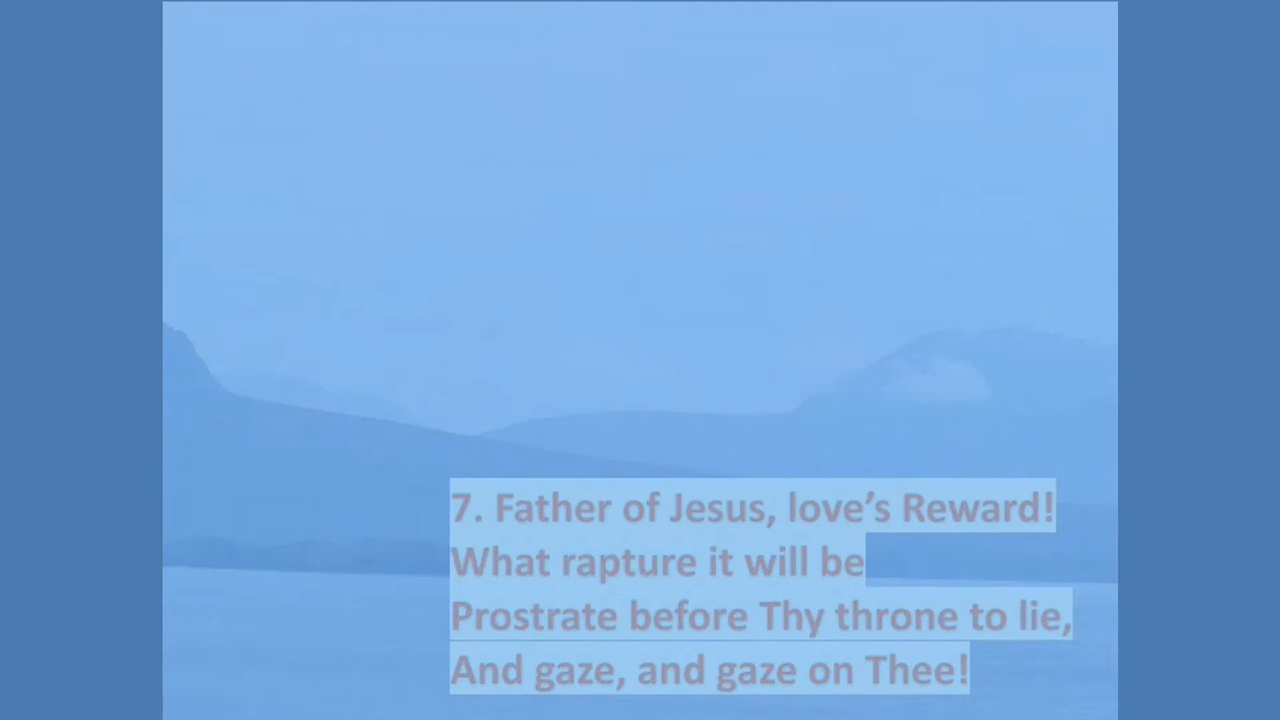 7. Father of Jesus, love’s Reward!
What rapture it will be
Prostrate before Thy throne to lie,
And gaze, and gaze on Thee!